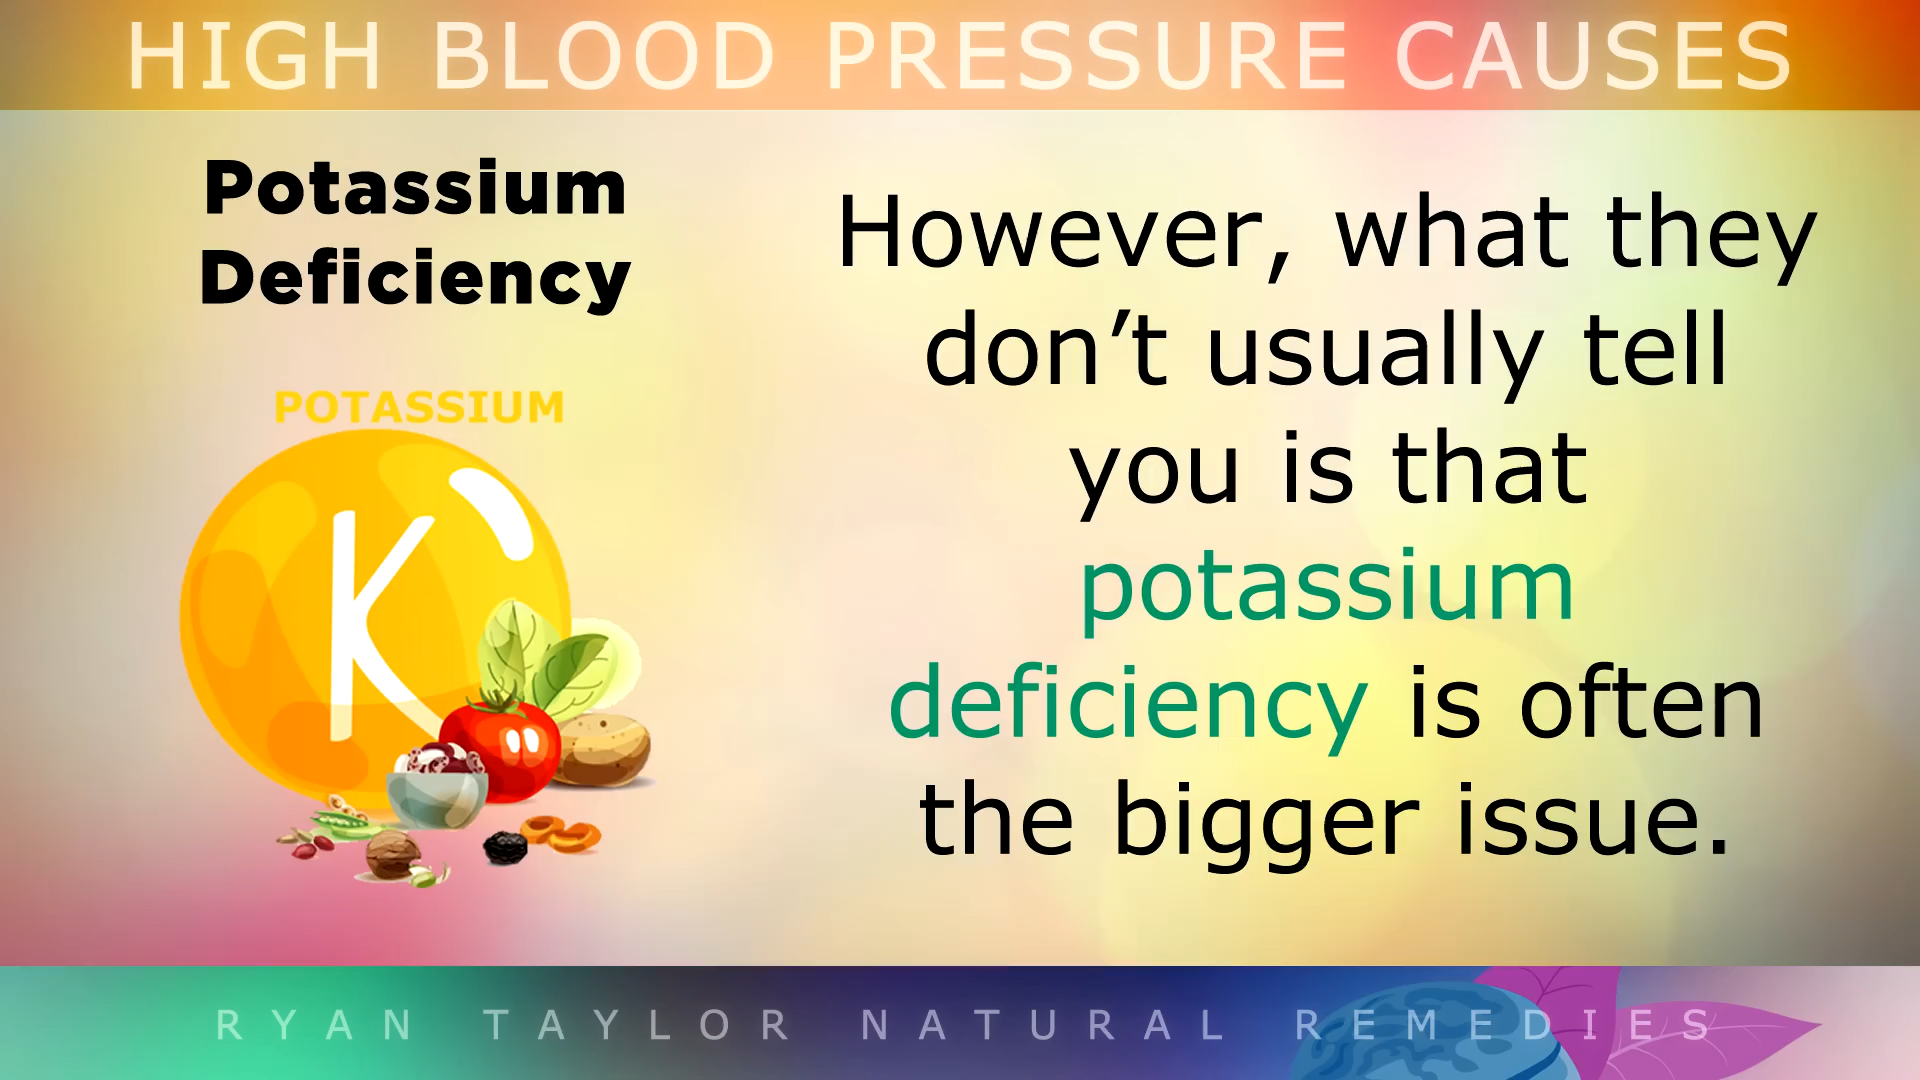 HIGH BLOOD PRESSURE CAUSES
Potassium
Deficiency
POTASSIUM
K
However, what they
don’t usually tell
you is that
potassium
deficiency is often
the bigger issue.
RYAN TAYLOR NATURAL REMEDIES